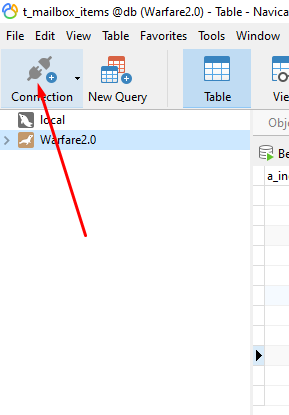 t_mailbox_items @db (Warfare2.0) - Table - Navica
File Edit View Table Favorites Tools Window
Connection New Query Table Vie
local
Obje
Warfare2.0
Be
a_in